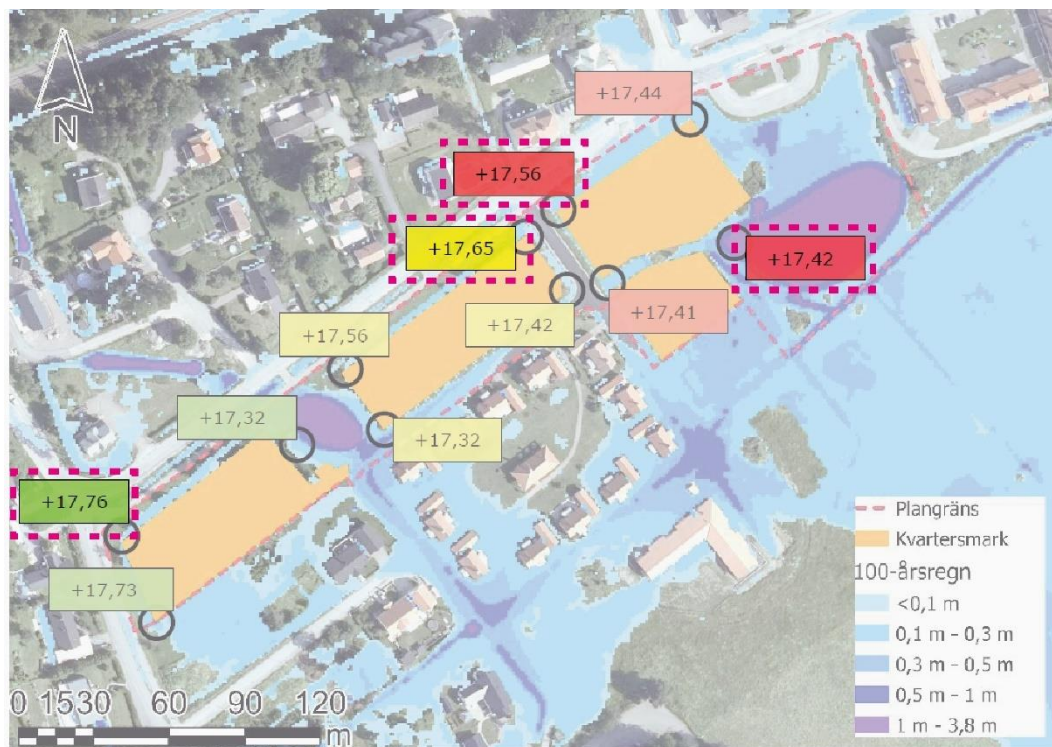 +17,44
+17,56
+17,65
+17,42
+17,42
+17,41
+17,56
+17,32
+17,32
+17,76
+17,73
N
0 15 30 60 90 120
m
Plangräns
Kvartersmark
100-årsregn
<0,1 m
0,1 m - 0,3 m
0,3 m - 0,5 m
0,5 m - 1 m
1 m - 3,8 m